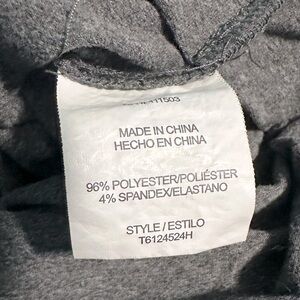 MADE IN CHINA
HECHO EN CHINA
96% POLYESTER/POLIÉSTER
4% SPANDEX/ELASTANO
STYLE / ESTILO
T6124524H